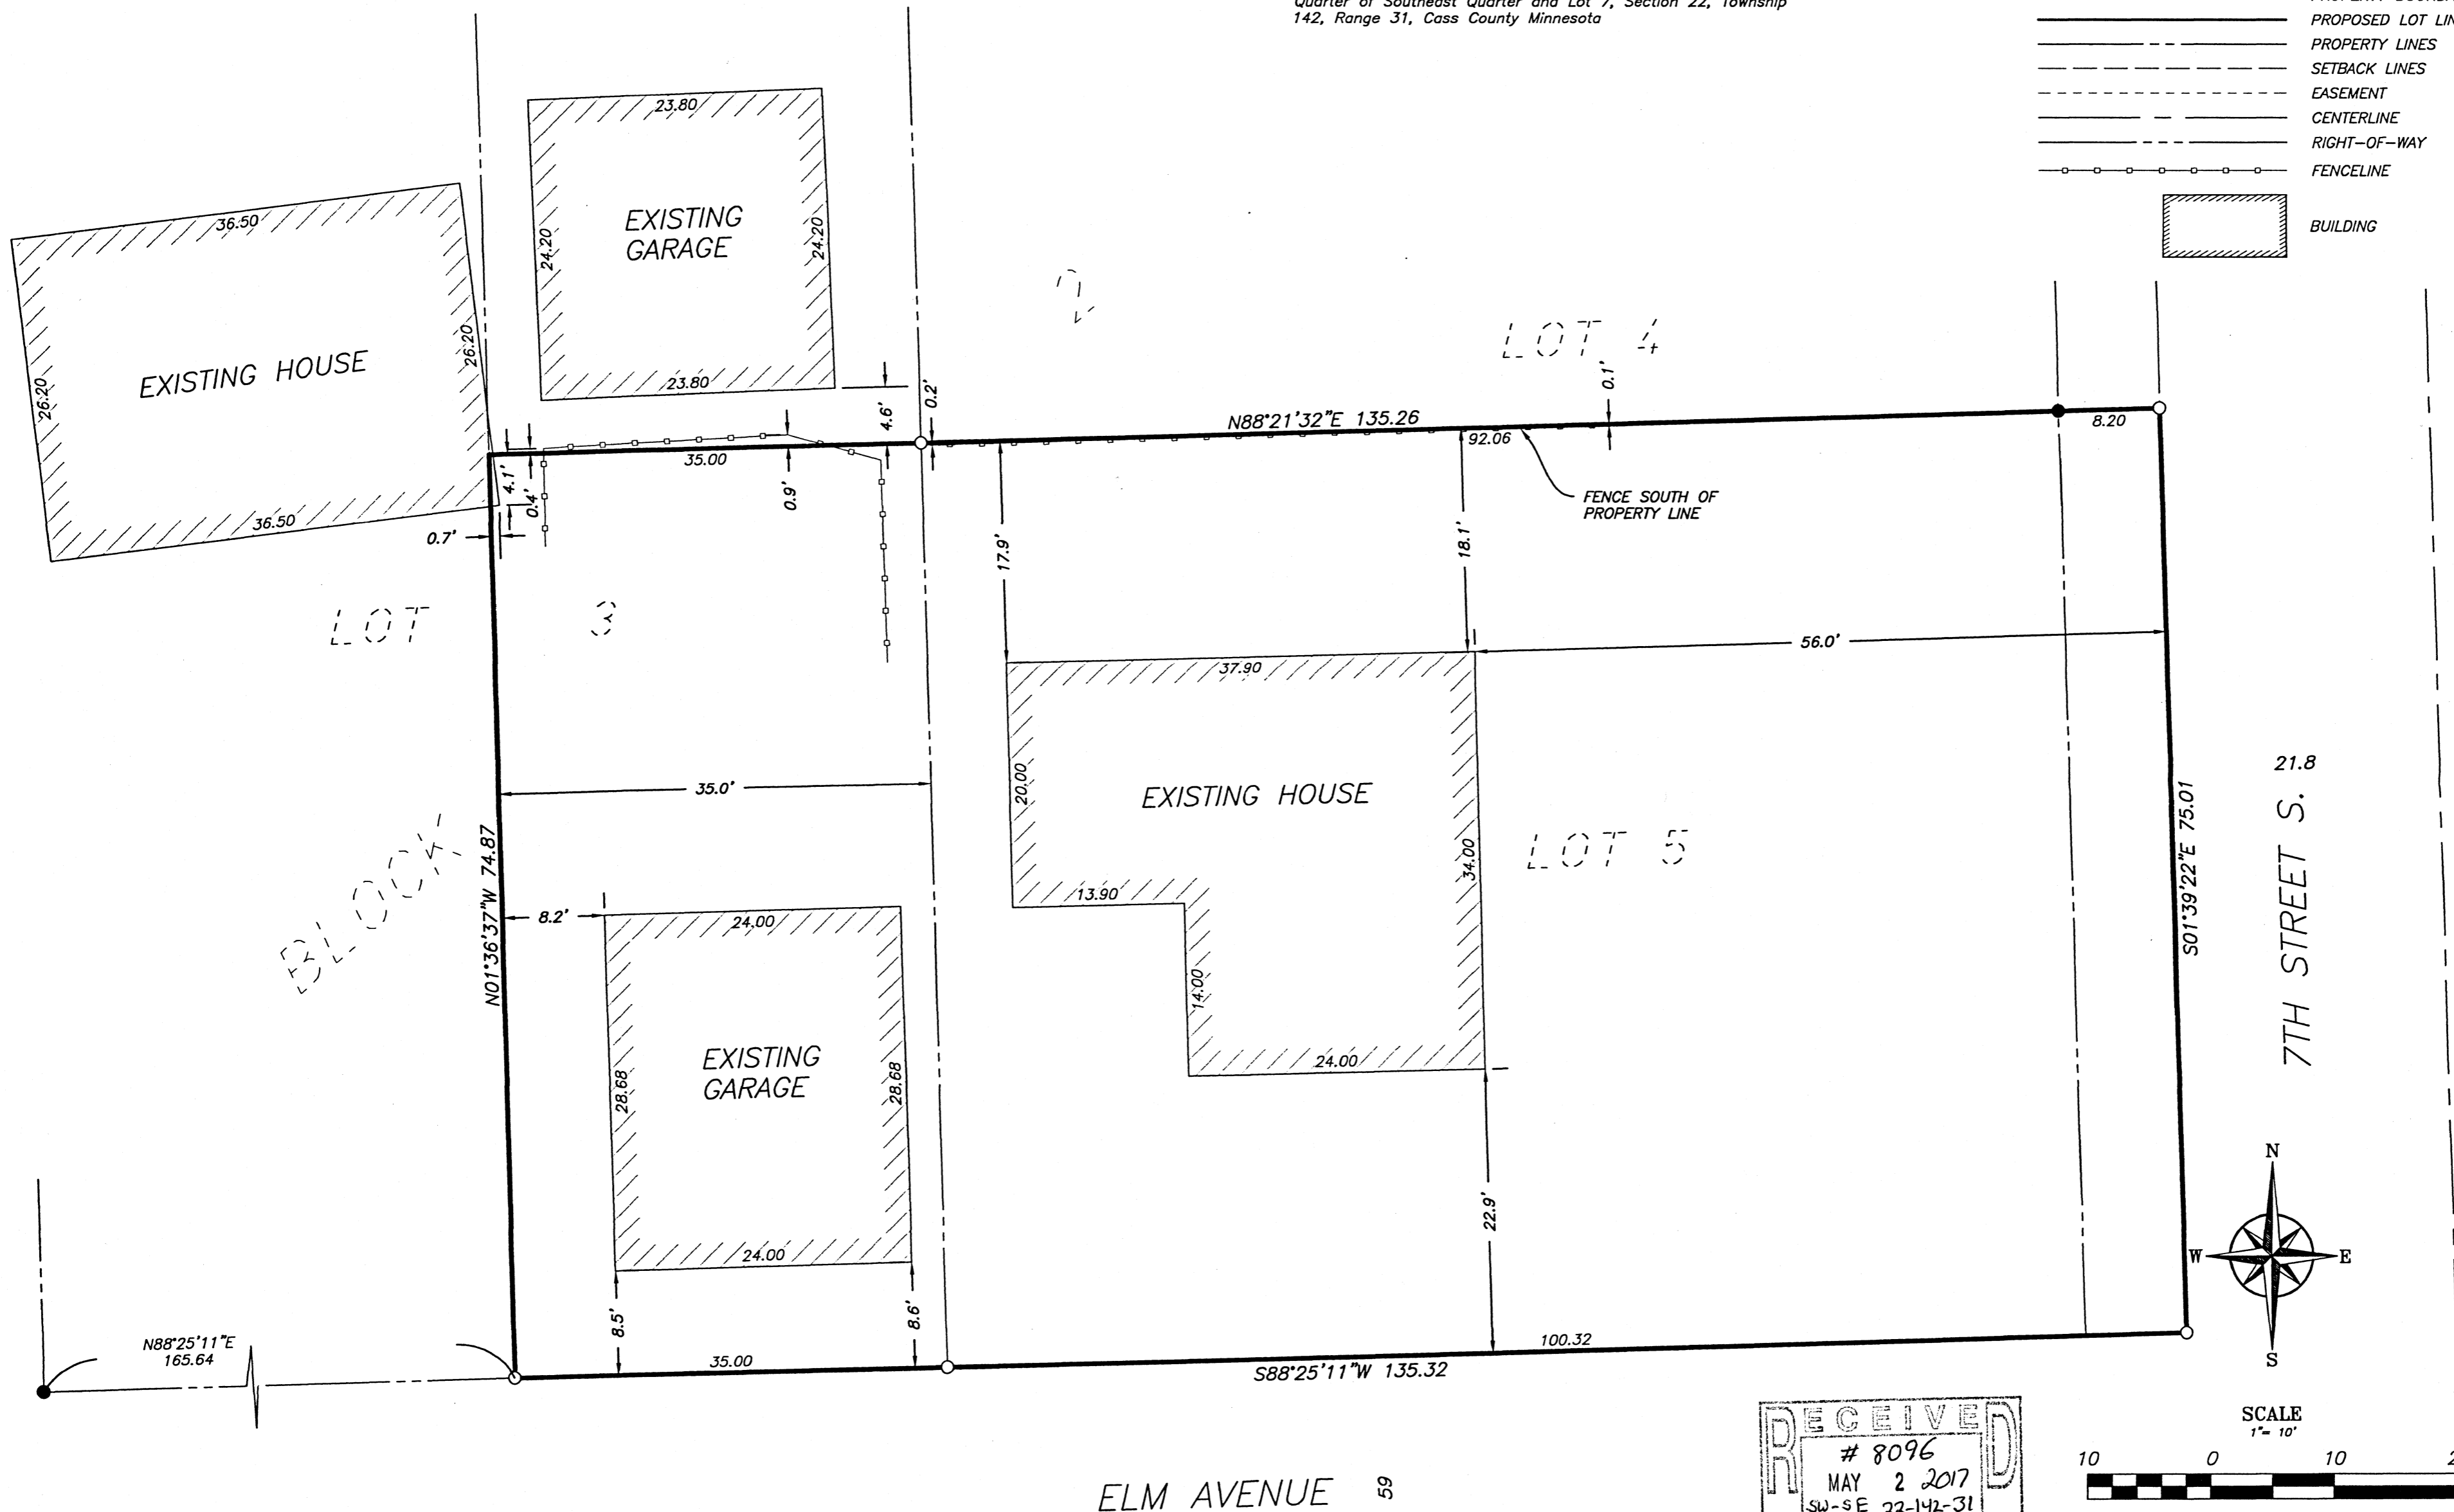 Quarter of Southeast Quarter and Lot 7, Section 22, Township
142, Range 31, Cass County Minnesota
PROPOSED LOT LIN
PROPERTY LINES
SETBACK LINES
EASEMENT
CENTERLINE
RIGHT-OF-WAY
FENCELINE
BUILDING
23.80
24.20
EXISTING
GARAGE
24.20
23.80
36.50
26.20
EXISTING HOUSE
26.20
36.50
2
LOT 4
4.6'
0.2'
N88°21'32"E 135.26
0.1'
92.06
8.20
35.00
4.1'
0.4'
0.9'
0.7'
FENCE SOUTH OF
PROPERTY LINE
17.9'
18.1'
56.0'
LOT 3
37.90
20.00
EXISTING HOUSE
34.00
13.90
14.00
24.00
LOT 5
35.0'
BLOCK
N01°36'37"W 74.87
8.2'
24.00
28.68
EXISTING
GARAGE
28.68
24.00
8.5'
8.6'
22.9'
S01°39'22"E 75.01
21.8
7TH STREET S.
N
W
E
S
N88°25'11"E
165.64
35.00
100.32
S88°25'11"W 135.32
ELM AVENUE
59
RECEIVED
# 8096
MAY 2 2017
SW-SE 22-142-31
SCALE
1"= 10'
10 0 10 2